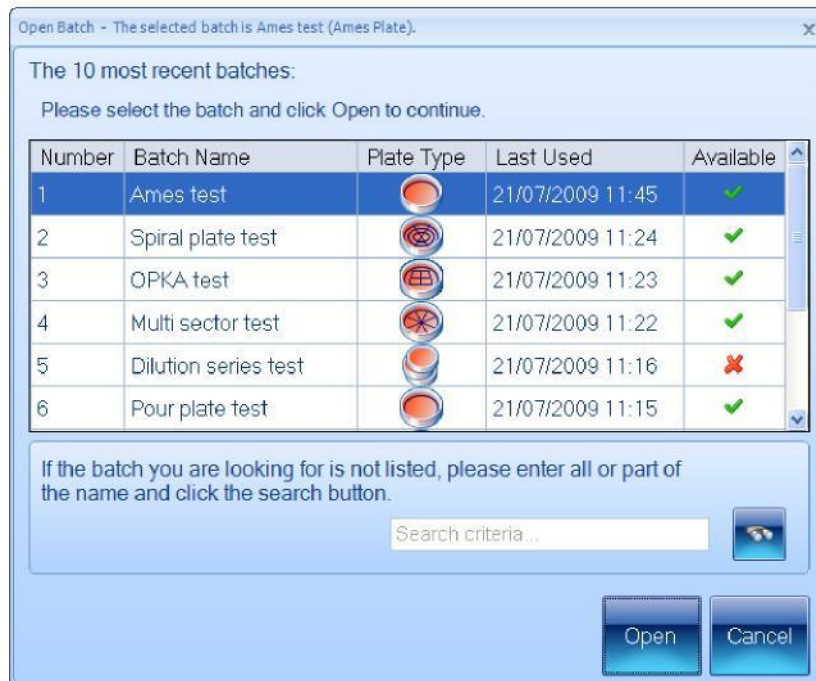 Open Batch - The selected batch is Ames test (Ames Plate).
The 10 most recent batches:
Please select the batch and click Open to continue.
Number Batch Name Plate Type Last Used Available
1 Ames test 21/07/2009 11:45
2 Spiral plate test 21/07/2009 11:24
3 OPKA test 21/07/2009 11:23
4 Multi sector test 21/07/2009 11:22
5 Dilution series test 21/07/2009 11:16
6 Pour plate test 21/07/2009 11:15
If the batch you are looking for is not listed, please enter all or part of
the name and click the search button.
Search criteria...
Open Cancel